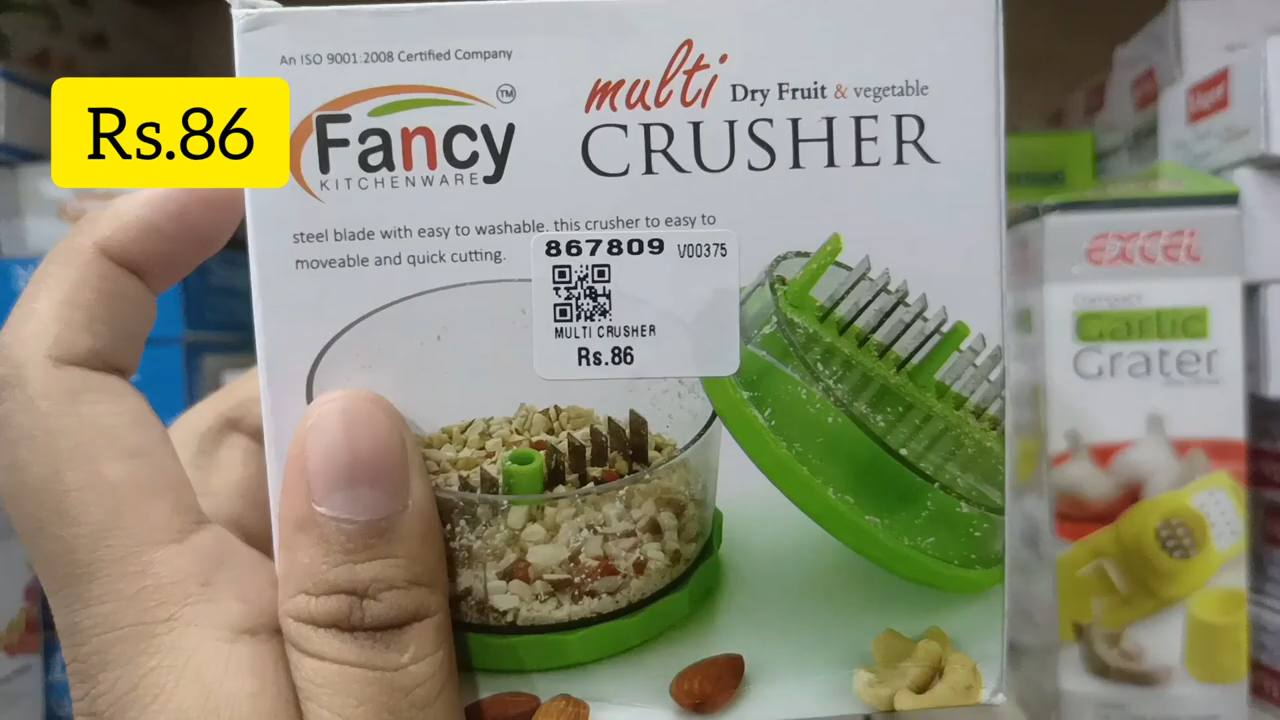 An ISO 9001:2008 Certified Company
Rs.86
Fancy TM
KITCHENWARE
multi Dry Fruit & vegetable
CRUSHER
steel blade with easy to washable, this crusher to easy to
moveable and quick cutting.
867809 V00375
MULTI CRUSHER
Rs.86
EXCEL
Compact
Garlic
Grater